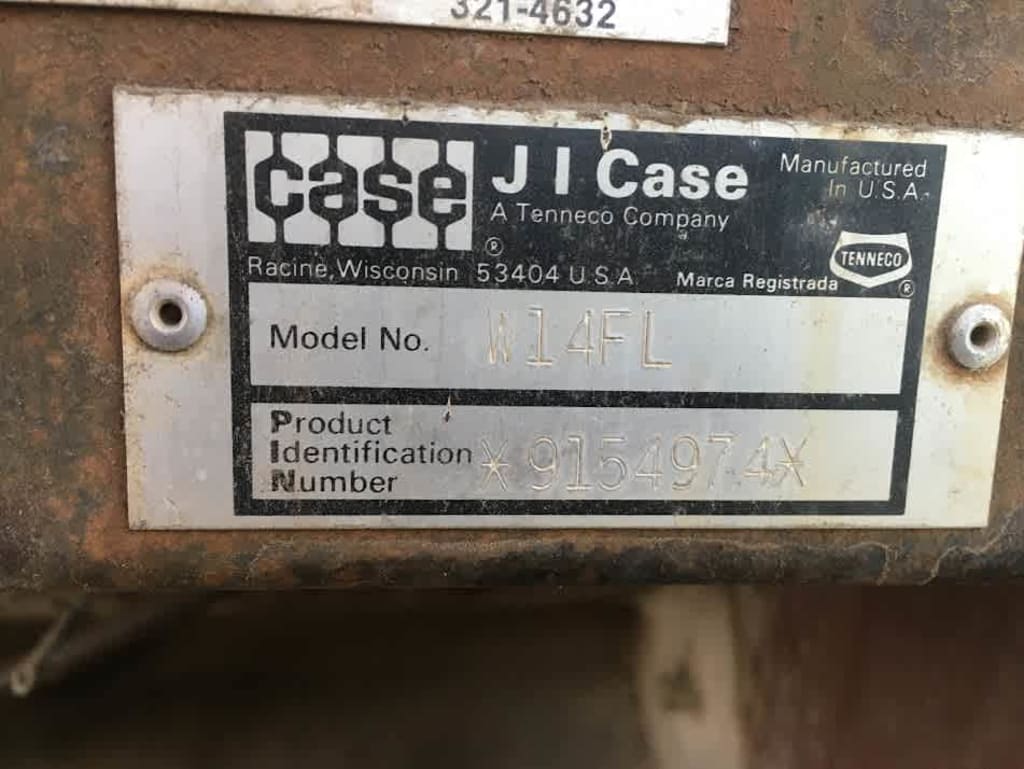 321-4632
case
J I Case
A Tenneco Company
Manufactured
In U.S.A.
®
Racine, Wisconsin 53404 U.S.A
Marca Registrada
TENNECO
®
Model No. W14FL
Product
Identification
Number
*9154974*